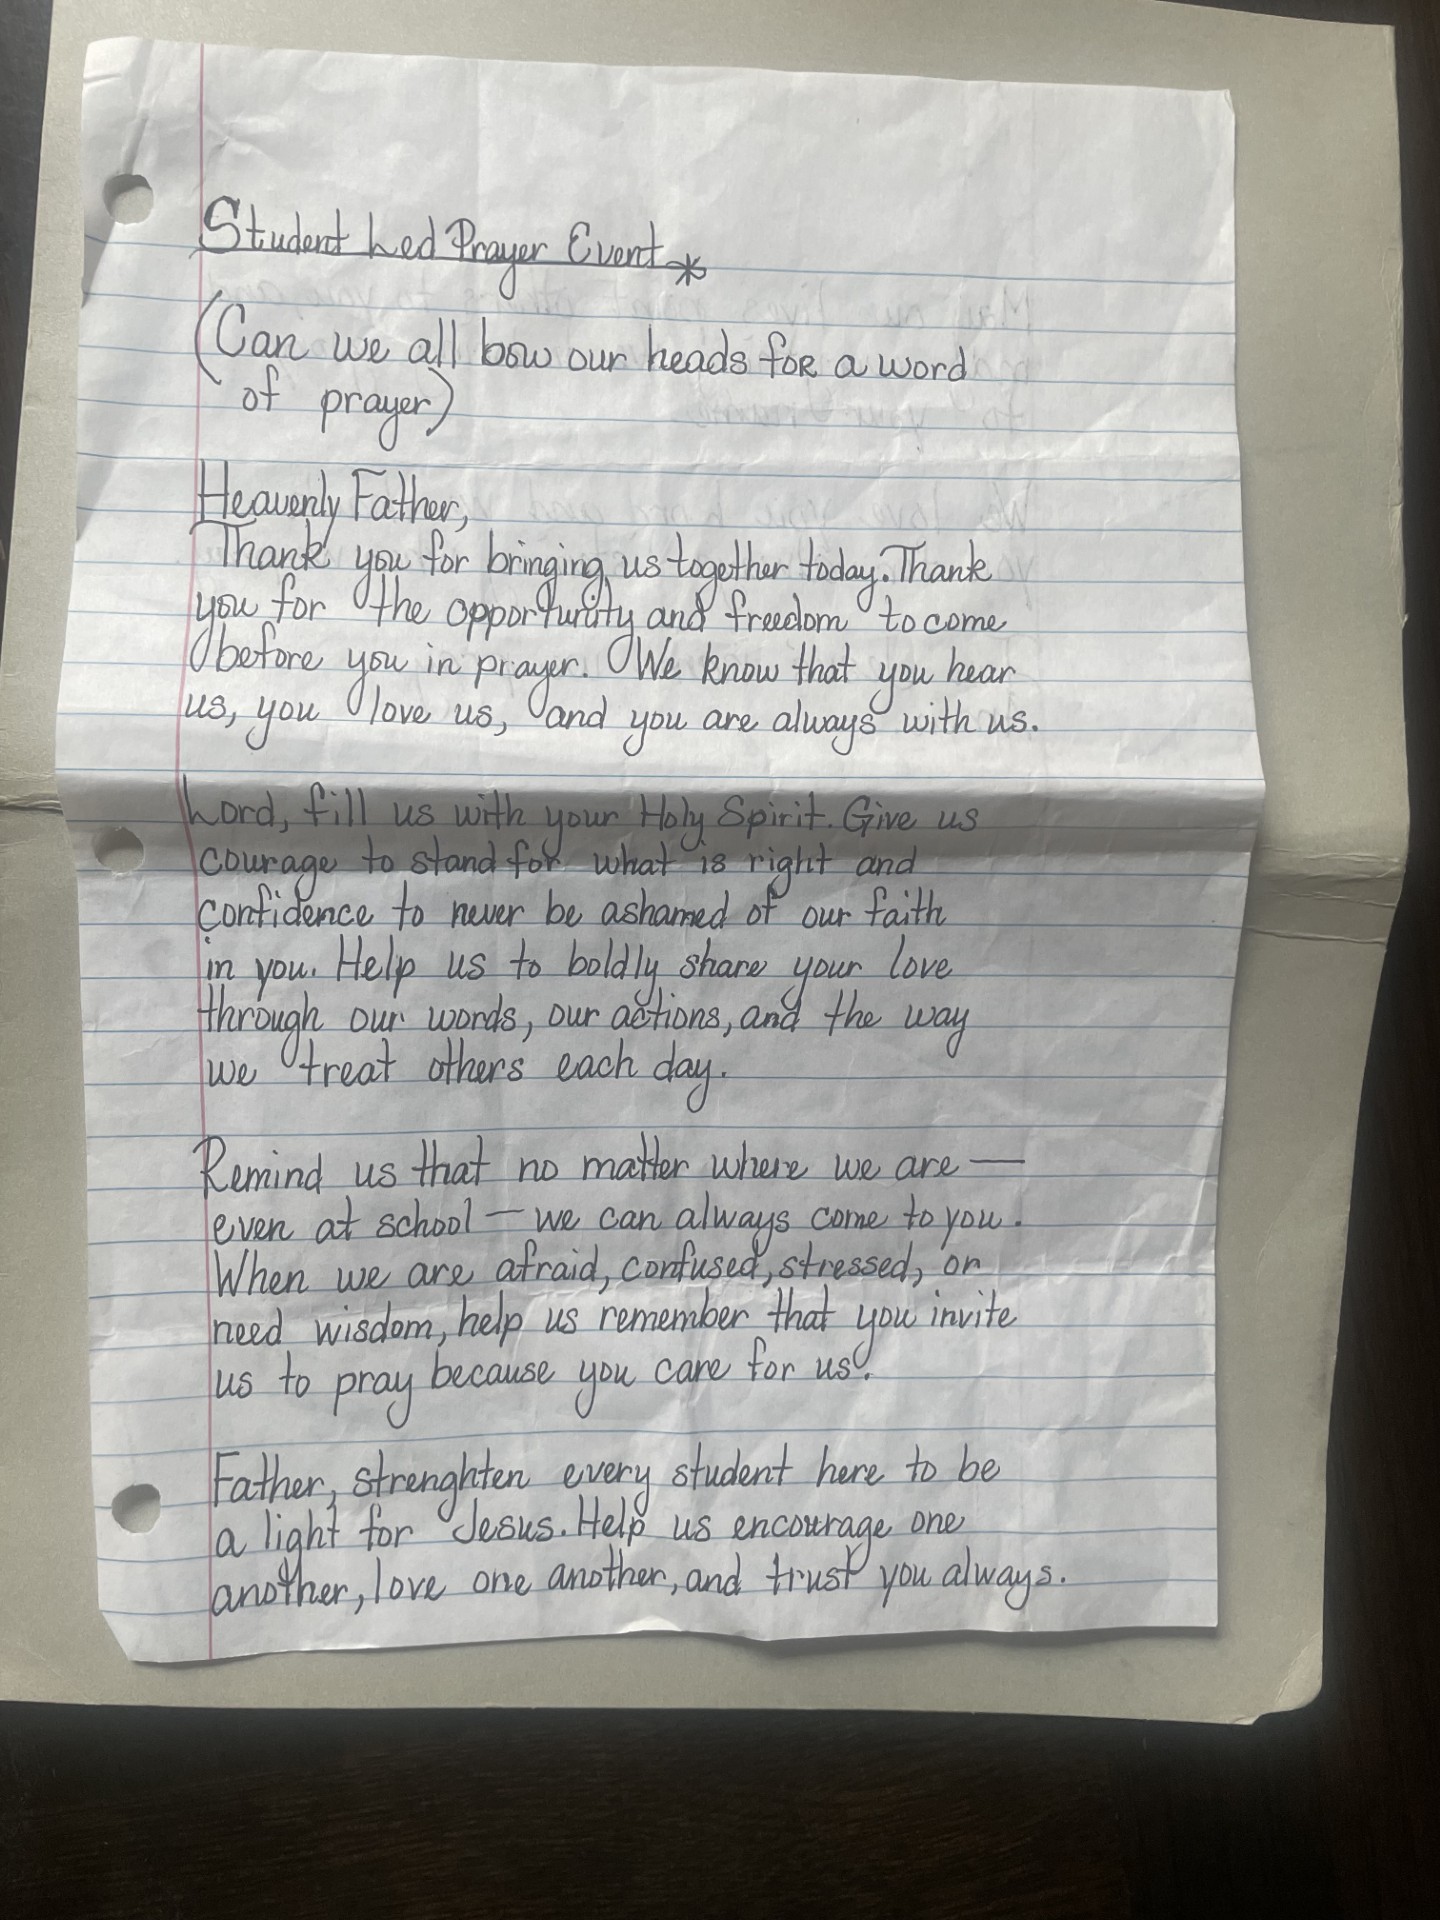 Student Led Prayer Event *
(Can we all bow our heads for a word
of prayer)
Heavenly Father,
Thank you for bringing us together today. Thank
you for the opportunity and freedom to come
before you in prayer. We know that you hear
us, you love us, and you are always with us.
Lord, fill us with your Holy Spirit. Give us
courage to stand for what is right and
confidence to never be ashamed of our faith
in you. Help us to boldly share your love
through our words, our actions, and the way
we treat others each day.
Remind us that no matter where we are —
even at school — we can always come to you.
When we are afraid, confused, stressed, or
need wisdom, help us remember that you invite
us to pray because you care for us.
Father, strenghten every student here to be
a light for Jesus. Help us encourage one
another, love one another, and trust you always.